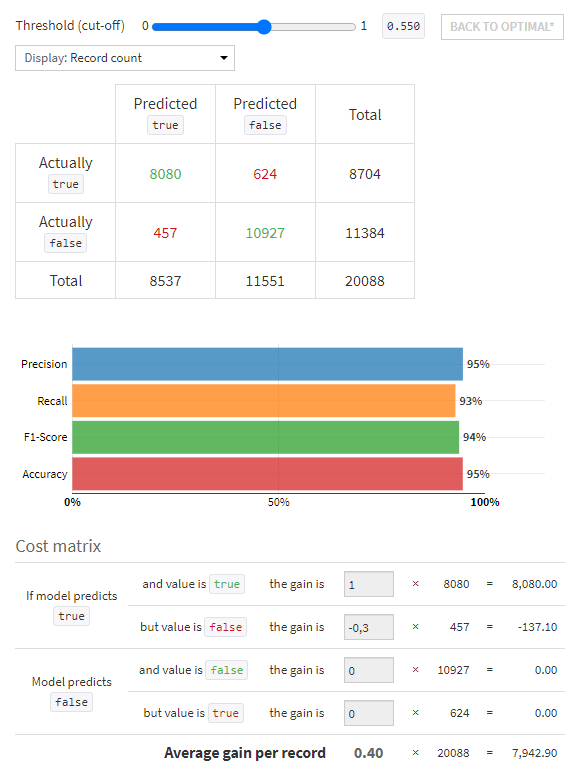 Threshold (cut-off) 0 1 0.550 BACK TO OPTIMAL*
Display: Record count
Predicted true Predicted false Total
Actually true 8080 624 8704
Actually false 457 10927 11384
Total 8537 11551 20088
Precision 95%
Recall 93%
F1-Score 94%
Accuracy 95%
0% 50% 100%
Cost matrix
If model predicts true
and value is true the gain is 1 × 8080 = 8,080.00
but value is false the gain is -0,3 × 457 = -137.10
Model predicts false
and value is false the gain is 0 × 10927 = 0.00
but value is true the gain is 0 × 624 = 0.00
Average gain per record 0.40 × 20088 = 7,942.90